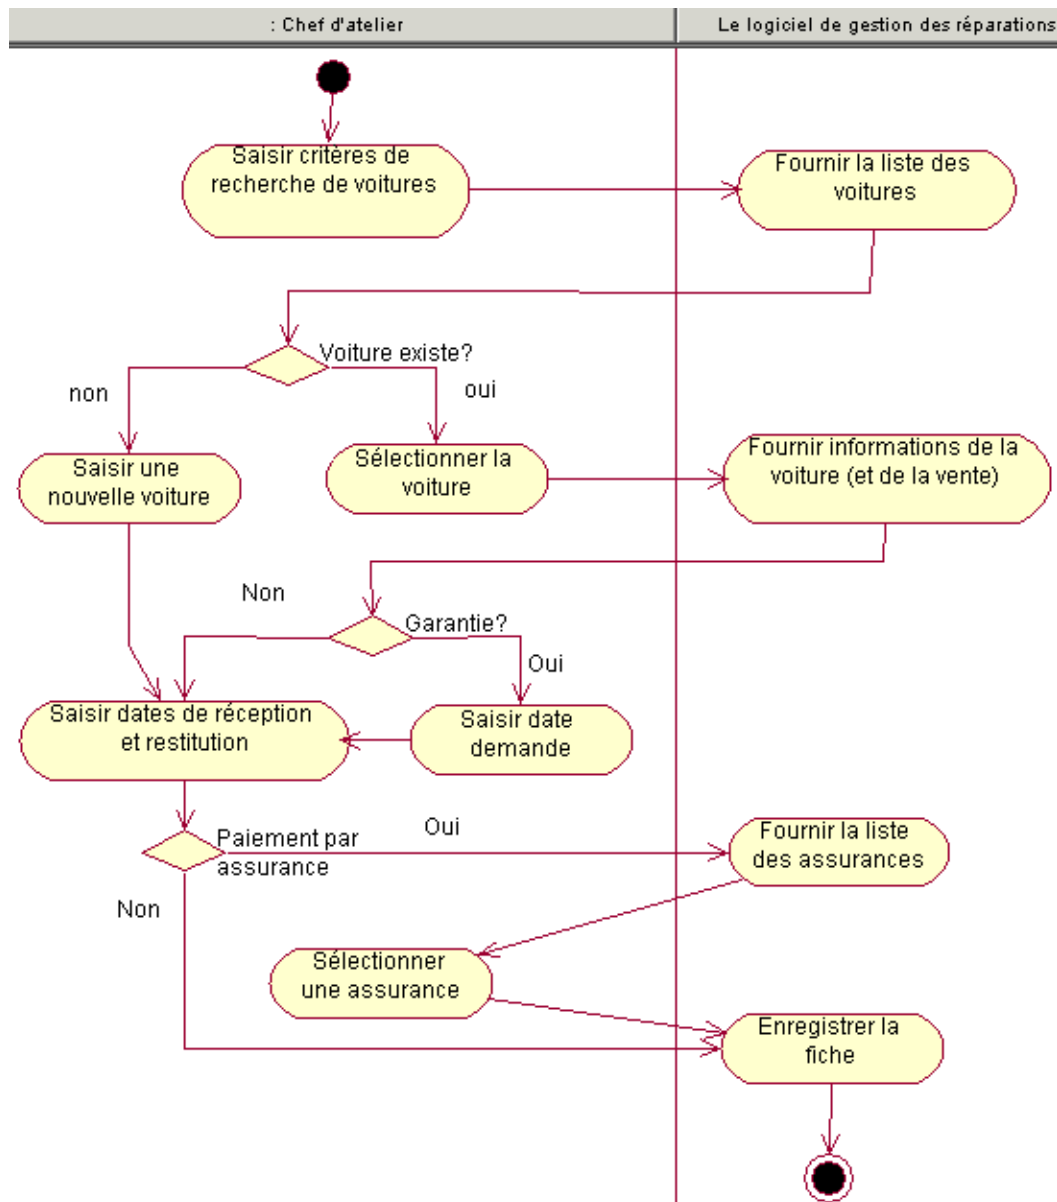 : Chef d'atelier
Le logiciel de gestion des réparations
Saisir critères de
recherche de voitures
Fournir la liste des
voitures
Voiture existe?
non
oui
Saisir une
nouvelle voiture
Sélectionner la
voiture
Fournir informations de la
voiture (et de la vente)
Non
Garantie?
Oui
Saisir dates de réception
et restitution
Saisir date
demande
Paiement par
assurance
Oui
Non
Fournir la liste
des assurances
Sélectionner
une assurance
Enregistrer la
fiche